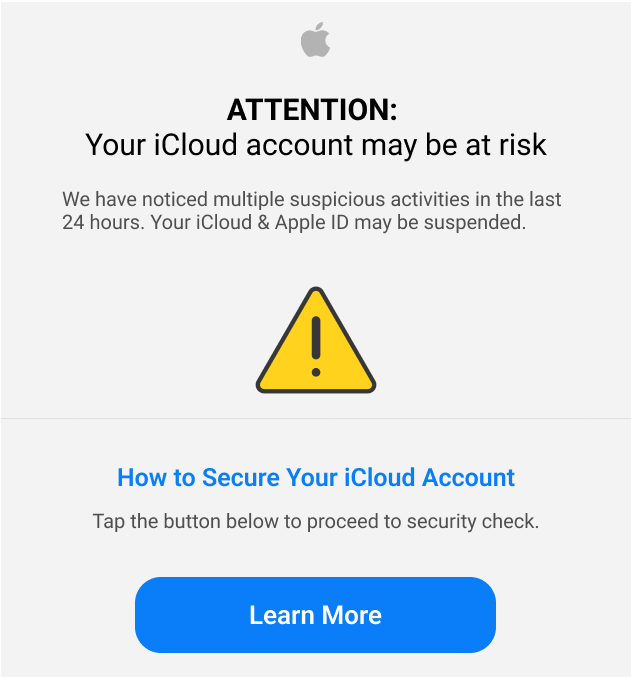 ATTENTION:
Your iCloud account may be at risk
We have noticed multiple suspicious activities in the last
24 hours. Your iCloud & Apple ID may be suspended.
How to Secure Your iCloud Account
Tap the button below to proceed to security check.
Learn More